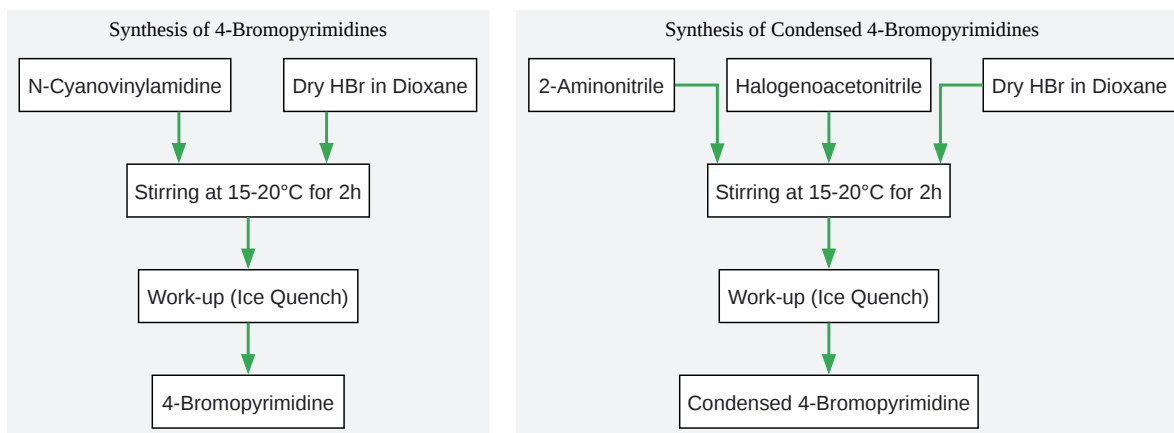 Synthesis of 4-Bromopyrimidines
N-Cyanovinylamidine
Dry HBr in Dioxane
Stirring at 15-20°C for 2h
Work-up (Ice Quench)
4-Bromopyrimidine
Synthesis of Condensed 4-Bromopyrimidines
2-Aminonitrile
Halogenoacetonitrile
Dry HBr in Dioxane
Stirring at 15-20°C for 2h
Work-up (Ice Quench)
Condensed 4-Bromopyrimidine